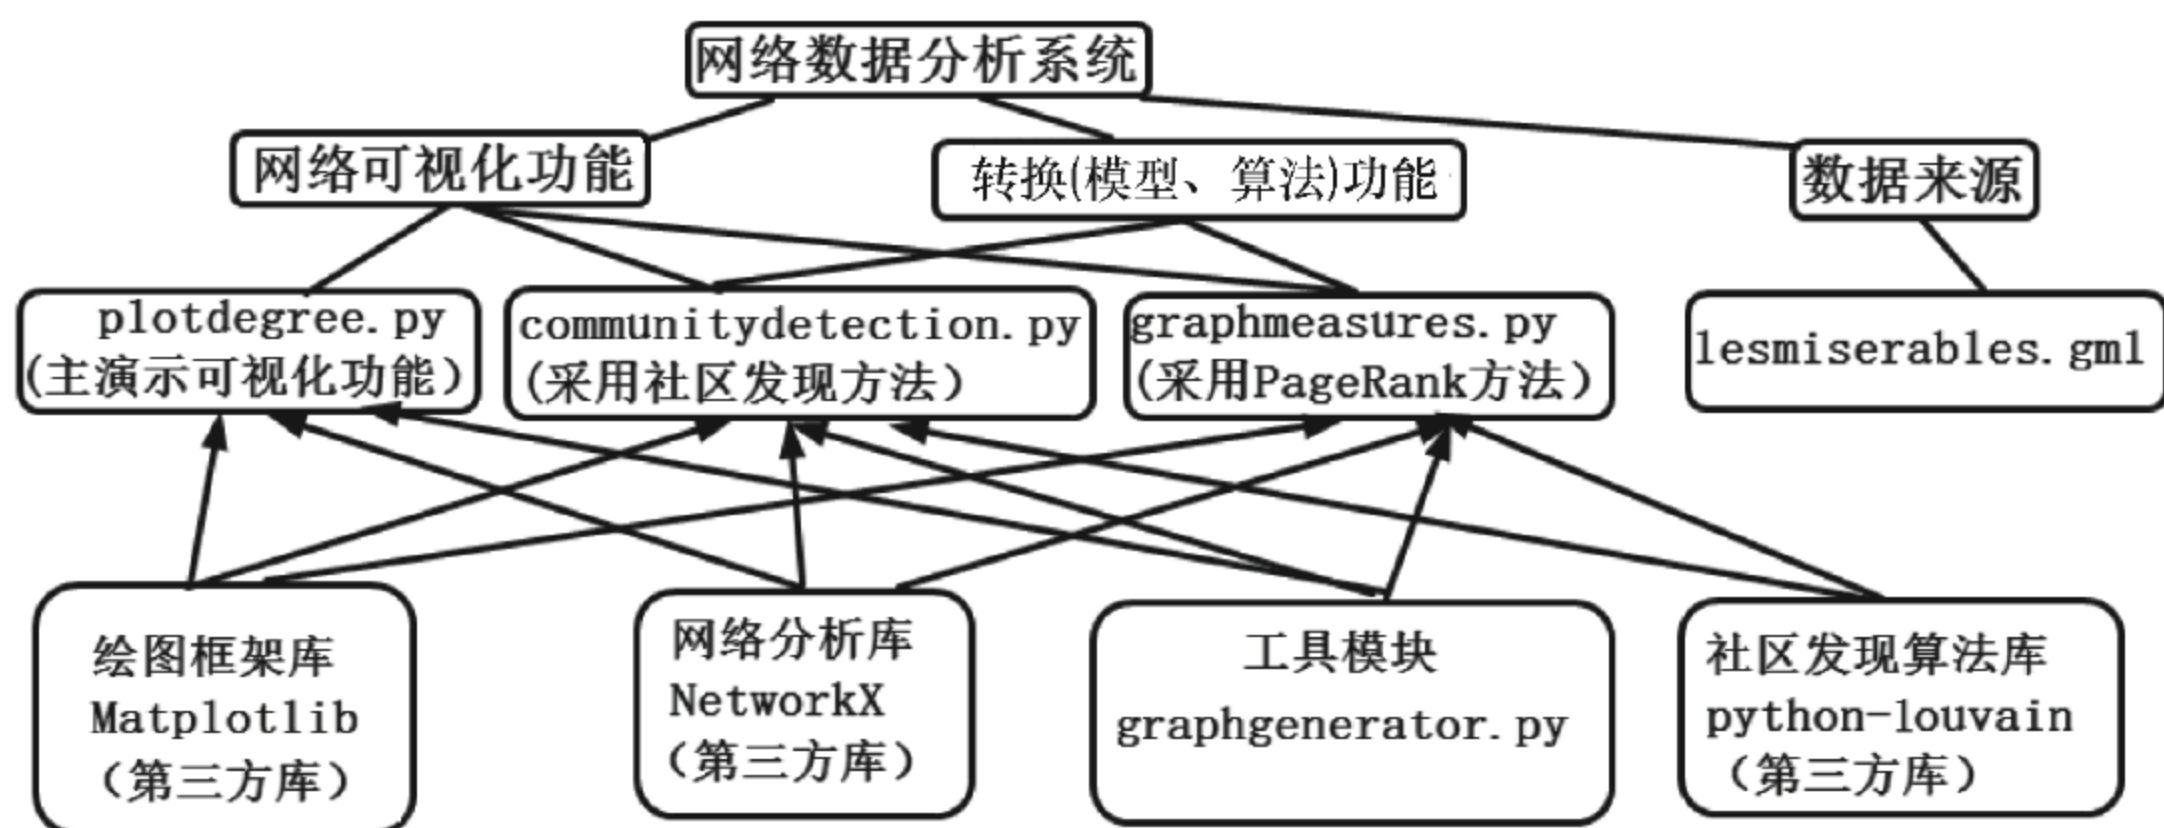 网络数据分析系统
网络可视化功能
转换(模型、算法)功能
数据来源
plotdegree.py
(主演示可视化功能)
communitydetection.py
(采用社区发现方法)
graphmeasures.py
(采用PageRank方法)
lesmiserables.gml
绘图框架库
Matplotlib
(第三方库)
网络分析库
NetworkX
(第三方库)
工具模块
graphgenerator.py
社区发现算法库
python-louvain
(第三方库)